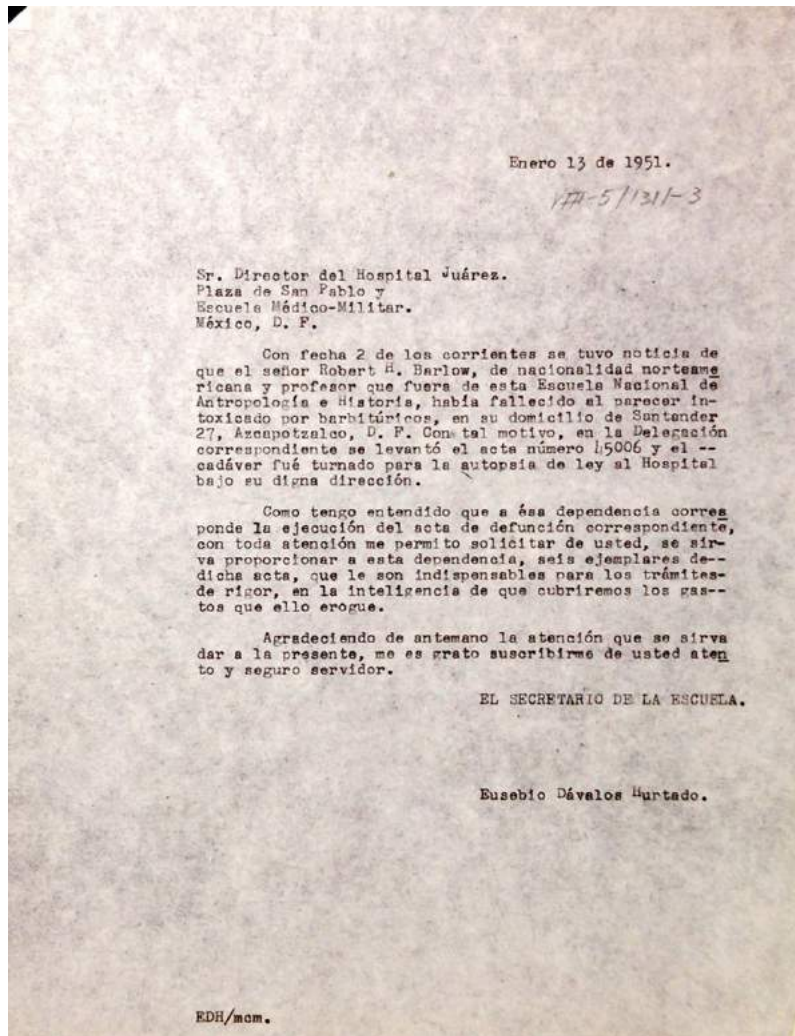 Enero 13 de 1951.
VIII-5/131/-3
Sr. Director del Hospital Juárez.
Plaza de San Pablo y
Escuela Médico-Militar.
México, D. F.
Con fecha 2 de los corrientes se tuvo noticia de
que el señor Robert H. Barlow, de nacionalidad norteame
ricana y profesor que fuera de esta Escuela Nacional de
Antropología e Historia, había fallecido al parecer in-
toxicado por barbitúricos, en su domicilio de Santander
27, Azcapotzalco, D. F. Con tal motivo, en la Delegación
correspondiente se levantó el acta número 45006 y el --
cadáver fué turnado para la autopsia de ley al Hospital
bajo su digna dirección.
Como tengo entendido que a ésa dependencia corres
ponde la ejecución del acta de defunción correspondiente,
con toda atención me permito solicitar de usted, se sir-
va proporcionar a esta dependencia, seis ejemplares de--
dicha acta, que le son indispensables para los trámites-
de rigor, en la inteligencia de que cubriremos los gas--
tos que ello erogue.
Agradeciendo de antemano la atención que se sirva
dar a la presente, me es grato suscribirme de usted aten
to y seguro servidor.
EL SECRETARIO DE LA ESCUELA.
Eusebio Dávalos Hurtado.
EDH/mcm.